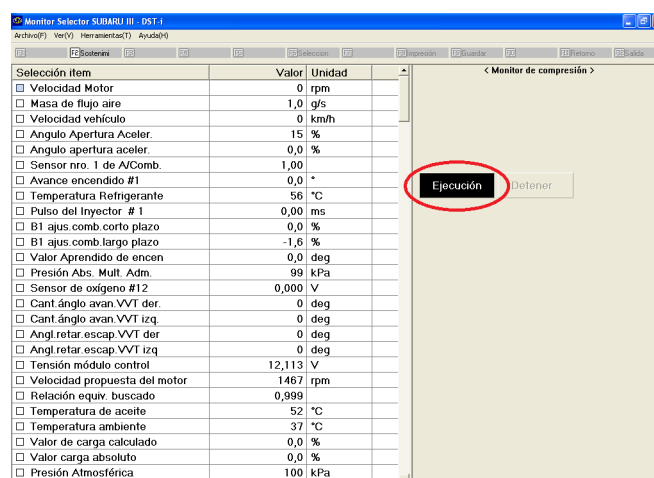 Monitor Selector SUBARU III - DST-i
Archivo(F) Ver(V) Herramientas(T) Ayuda(H)
F2 Sostenimi Seleccion Impresión Guardar Retorno Salida
Selección item Valor Unidad
Velocidad Motor 0 rpm
Masa de flujo aire 1,0 g/s
Velocidad vehículo 0 km/h
Angulo Apertura Aceler. 15 %
Angulo apertura aceler. 0,0 %
Sensor nro. 1 de A/Comb. 1,00
Avance encendido #1 0,0 °
Temperatura Refrigerante 56 °C
Pulso del Inyector # 1 0,00 ms
B1 ajus.comb.corto plazo 0,0 %
B1 ajus.comb.largo plazo -1,6 %
Valor Aprendido de encen 0,0 deg
Presión Abs. Mult. Adm. 99 kPa
Sensor de oxígeno #12 0,000 V
Cant.ánglo avan.VVT der. 0 deg
Cant.ánglo avan.VVT izq. 0 deg
Angl.retar.escap.VVT der 0 deg
Angl.retar.escap.VVT izq 0 deg
Tensión módulo control 12,113 V
Velocidad propuesta del motor 1467 rpm
Relación equiv. buscado 0,999
Temperatura de aceite 52 °C
Temperatura ambiente 37 °C
Valor de carga calculado 0,0 %
Valor carga absoluto 0,0 %
Presión Atmosférica 100 kPa
< Monitor de compresión >
Ejecución Detener